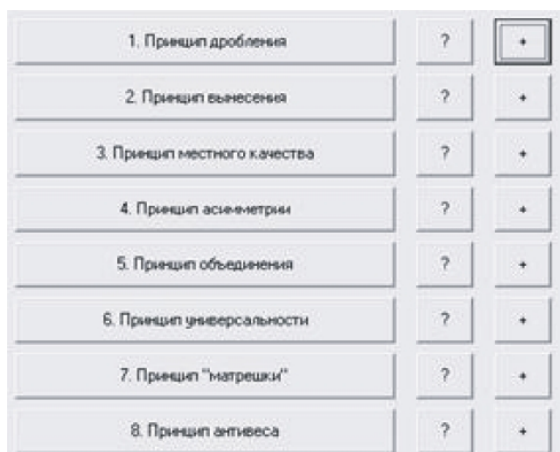 1. Принцип дробления ? +
2. Принцип вынесения ? +
3. Принцип местного качества ? +
4. Принцип асимметрии ? +
5. Принцип объединения ? +
6. Принцип универсальности ? +
7. Принцип "матрешки" ? +
8. Принцип антивеса ? +